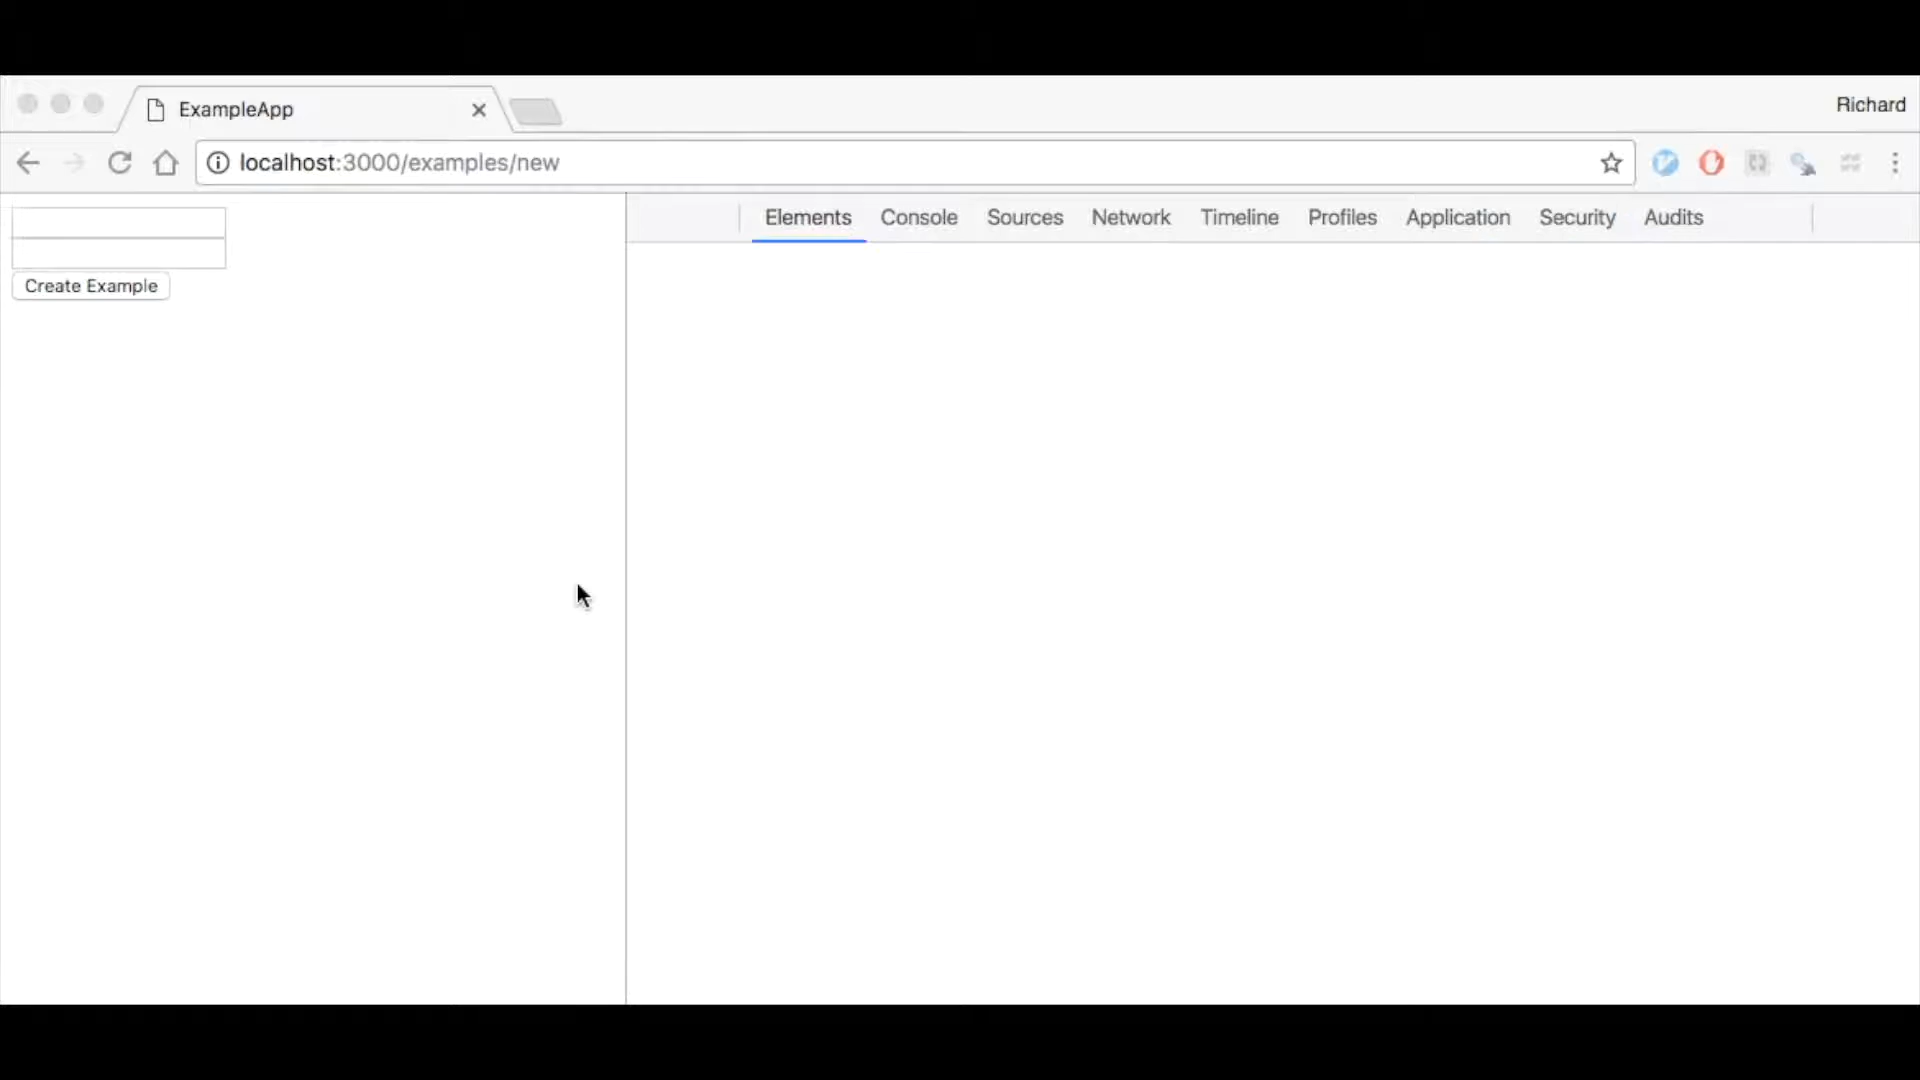 ExampleApp
Richard
localhost:3000/examples/new
Elements Console Sources Network Timeline Profiles Application Security Audits
Create Example